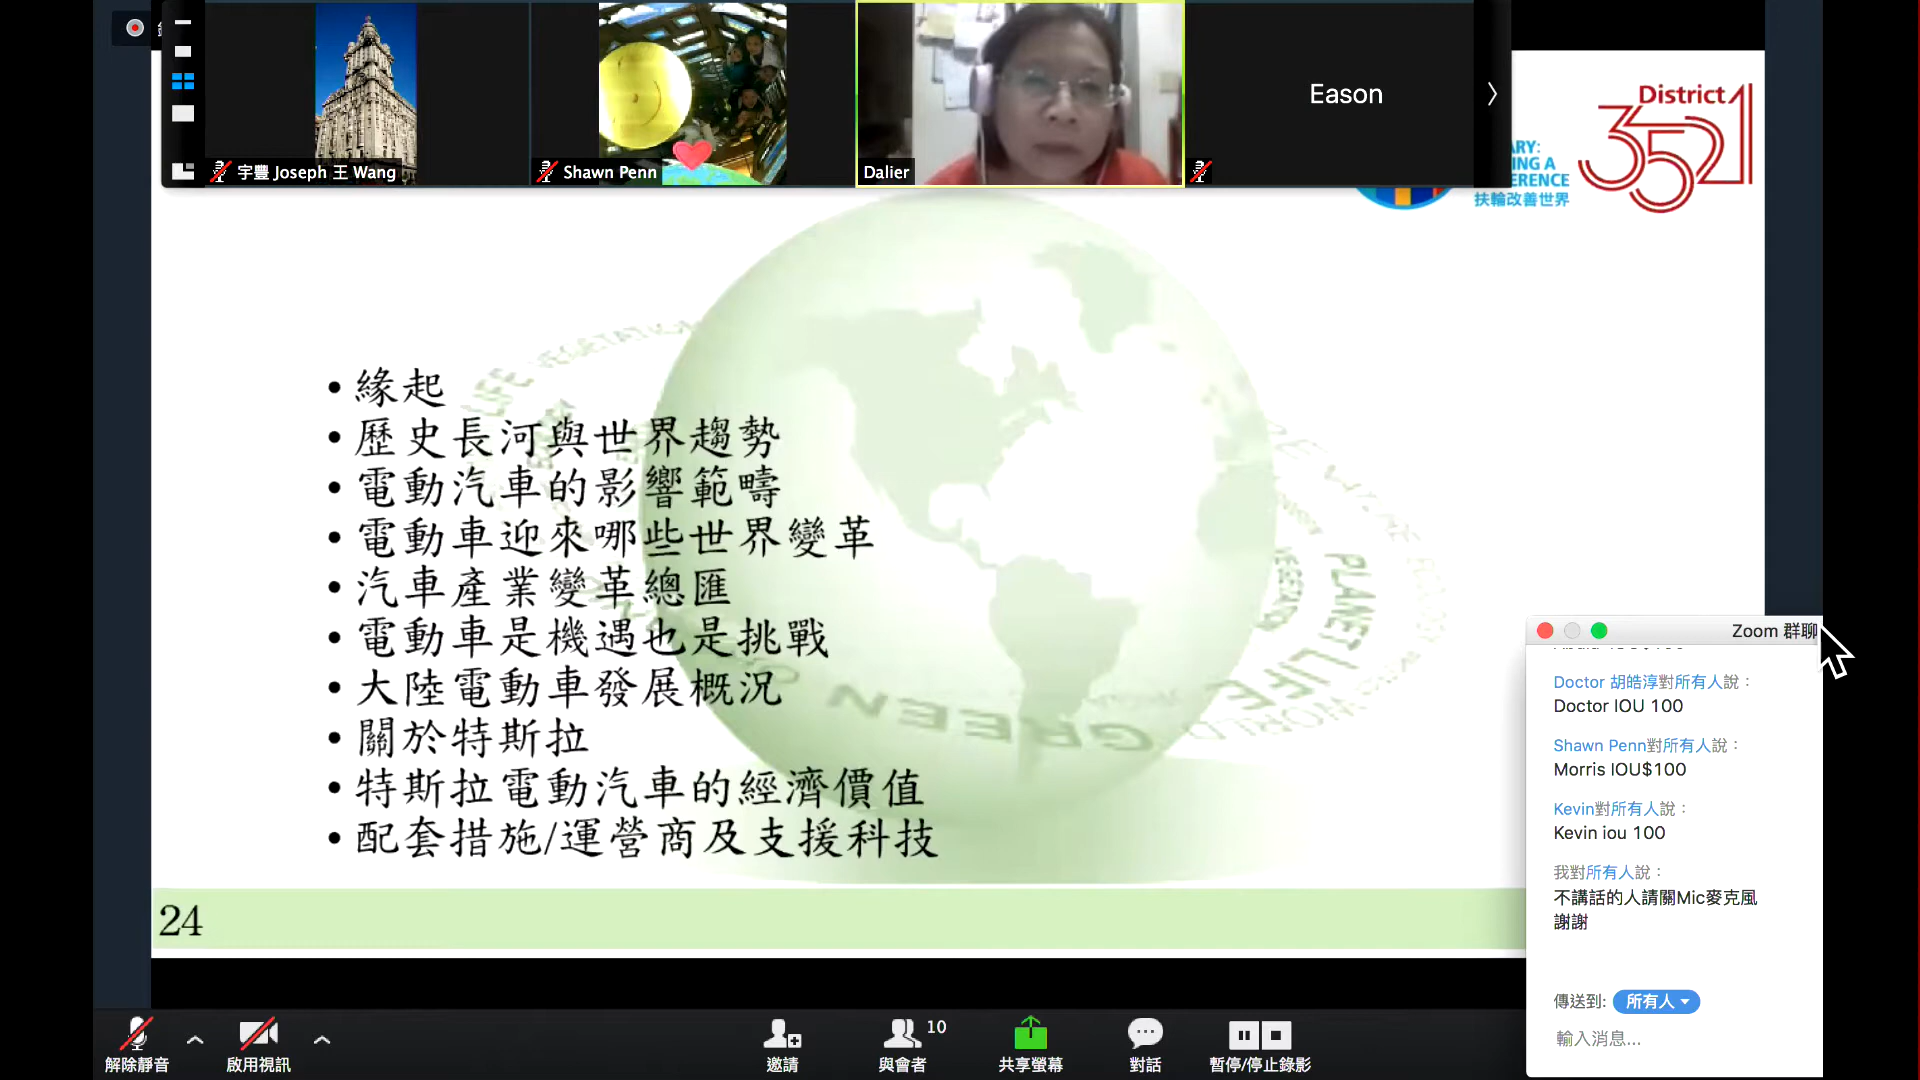 宇豐 Joseph 王 Wang
Shawn Penn
Dalier
Eason
District
3521
扶輪改善世界
• 緣起
• 歷史長河與世界趨勢
• 電動汽車的影響範疇
• 電動車迎來哪些世界變革
• 汽車產業變革總匯
• 電動車是機遇也是挑戰
• 大陸電動車發展概況
• 關於特斯拉
• 特斯拉電動汽車的經濟價值
• 配套措施/運營商及支援科技
PLANET LIFE
GREEN
24
Zoom 群聊
Doctor 胡皓淳對所有人說：
Doctor IOU 100
Shawn Penn對所有人說：
Morris IOU$100
Kevin對所有人說：
Kevin iou 100
我對所有人說：
不講話的人請關Mic麥克風
謝謝
傳送到: 所有人
輸入消息...
解除靜音
啟用視訊
邀請
與會者 10
共享螢幕
對話
暫停/停止錄影